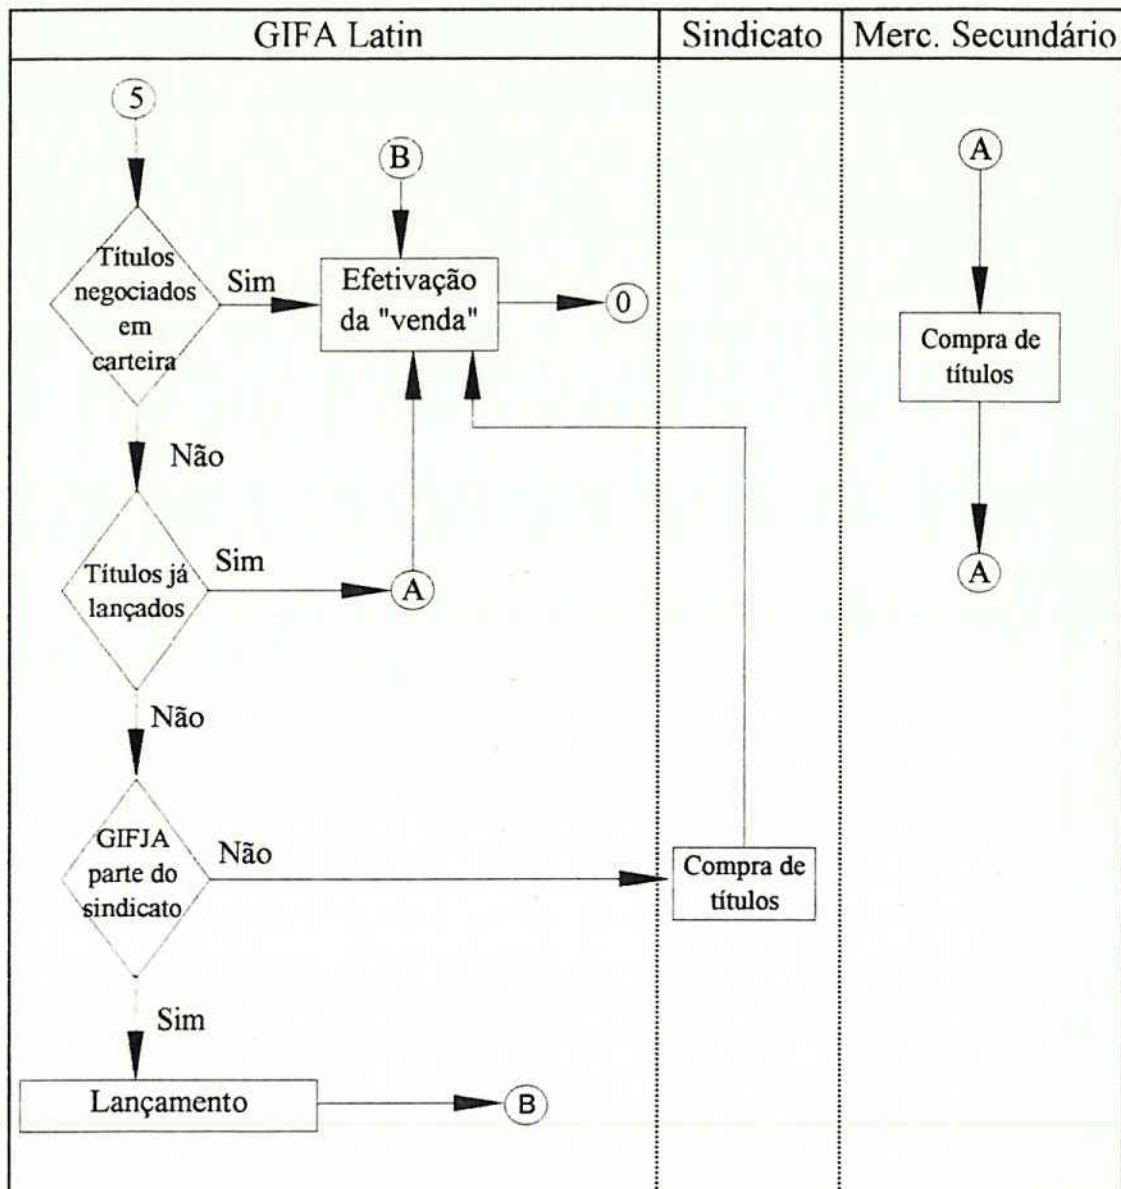 GIFA Latin
Sindicato
Merc. Secundário
5
B
A
Títulos
negociados
em
carteira
Sim
Efetivação
da "venda"
0
Compra de
títulos
Não
Títulos já
lançados
Sim
A
A
Não
GIFJA
parte do
sindicato
Não
Compra de
títulos
Sim
Lançamento
B